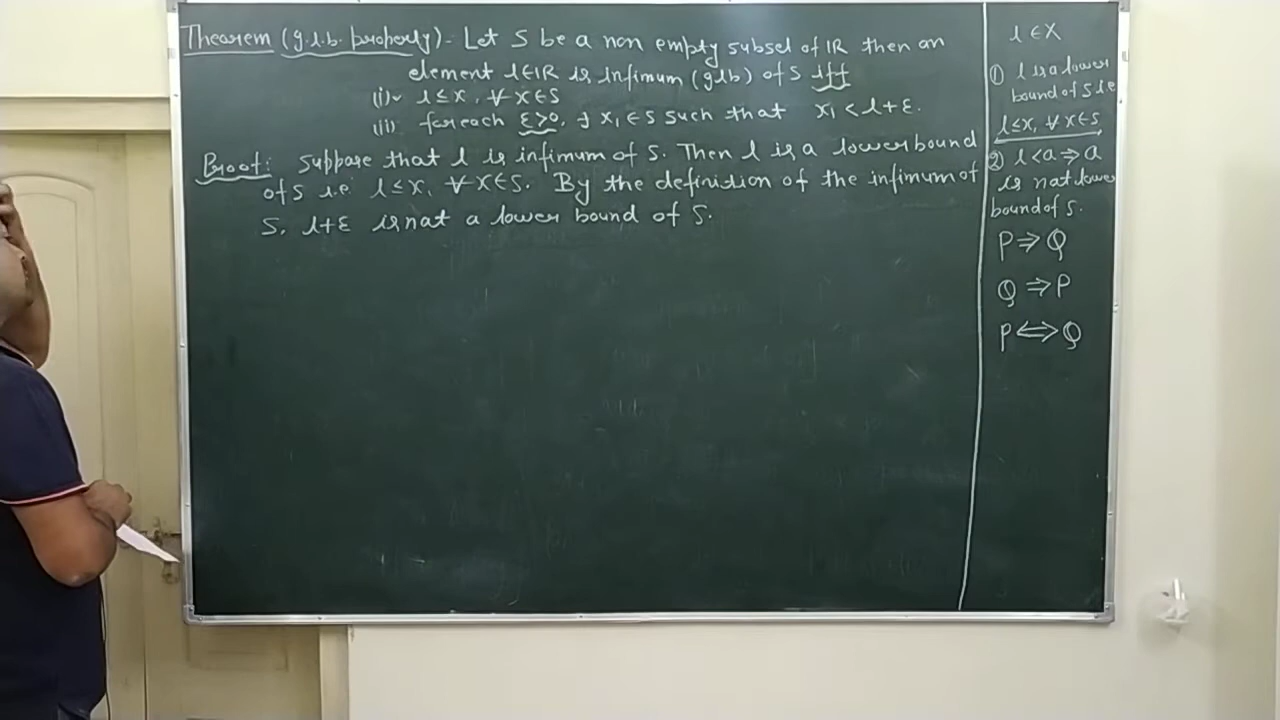 Theorem (g.l.b. property)- Let S be a non empty subset of IR then an
element l∈IR is infimum (glb) of S iff
(i)- l ≤ x, ∀ x∈S
(ii) for each ε>0, ∃ x₁ ∈ S such that x₁ < l+ε.
Proof: Suppose that l is infimum of S. Then l is a lower bound
of S i.e. l ≤ x, ∀ x∈S. By the definition of the infimum of
S, l+ε is not a lower bound of S.
l ∈ X
① l is a lower
bound of S i.e
l≤x, ∀ x∈S
② l < a ⇒ a
is not lower
bound of S.
P ⇒ Q
Q ⇒ P
P ⇔ Q